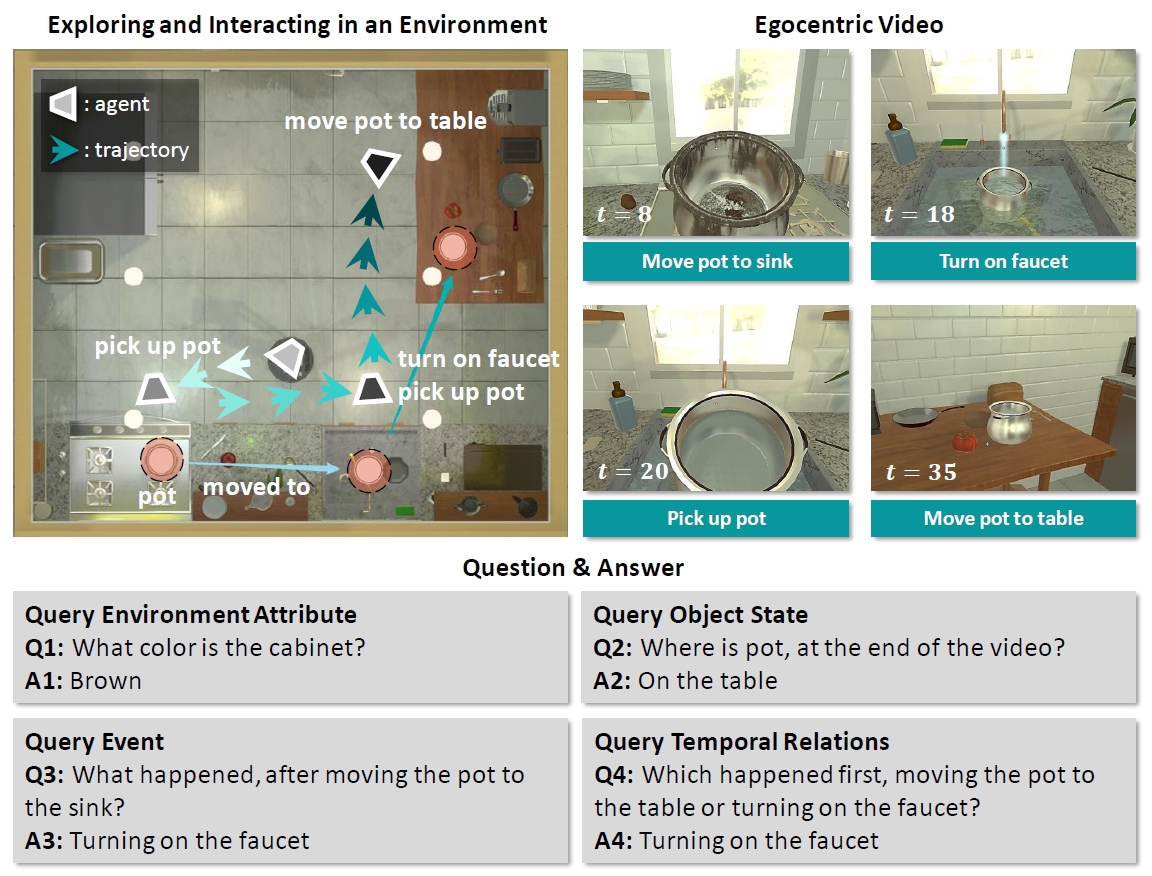 Exploring and Interacting in an Environment
: agent
: trajectory
move pot to table
pick up pot
turn on faucet
pick up pot
pot
moved to
Egocentric Video
t = 8
Move pot to sink
t = 18
Turn on faucet
t = 20
Pick up pot
t = 35
Move pot to table
Question & Answer
Query Environment Attribute
Q1: What color is the cabinet?
A1: Brown
Query Object State
Q2: Where is pot, at the end of the video?
A2: On the table
Query Event
Q3: What happened, after moving the pot to
the sink?
A3: Turning on the faucet
Query Temporal Relations
Q4: Which happened first, moving the pot to
the table or turning on the faucet?
A4: Turning on the faucet